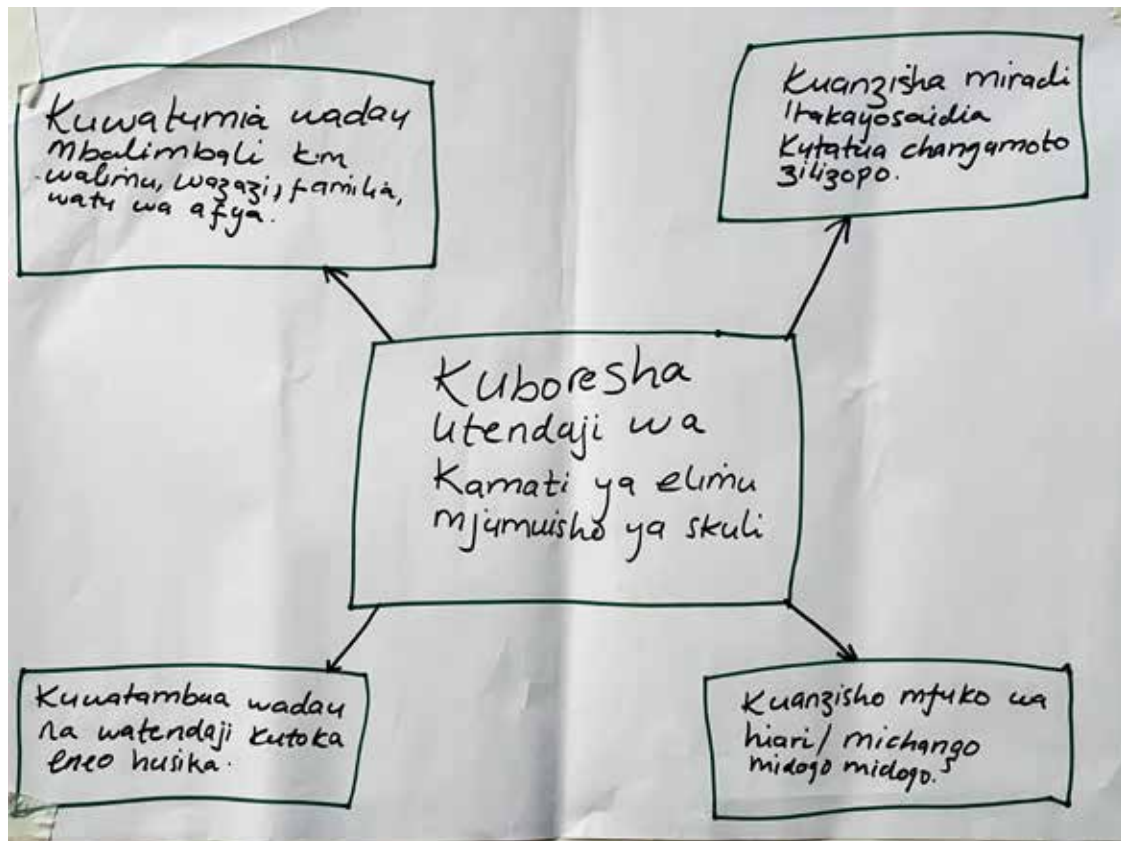 Kuwatumia wadau
mbalimbali km
walimu, wazazi, familia,
watu wa afya.
Kuanzisha miradi
Itakayosaidia
Kutatua changamoto
zilizopo.
Kuboresha
Utendaji wa
Kamati ya elimu
mjumuisho ya skuli
Kuwatambua wadau
na watendaji kutoka
eneo husika.
Kuanzisho mfuko wa
hiari/ michango
midogo midogo.